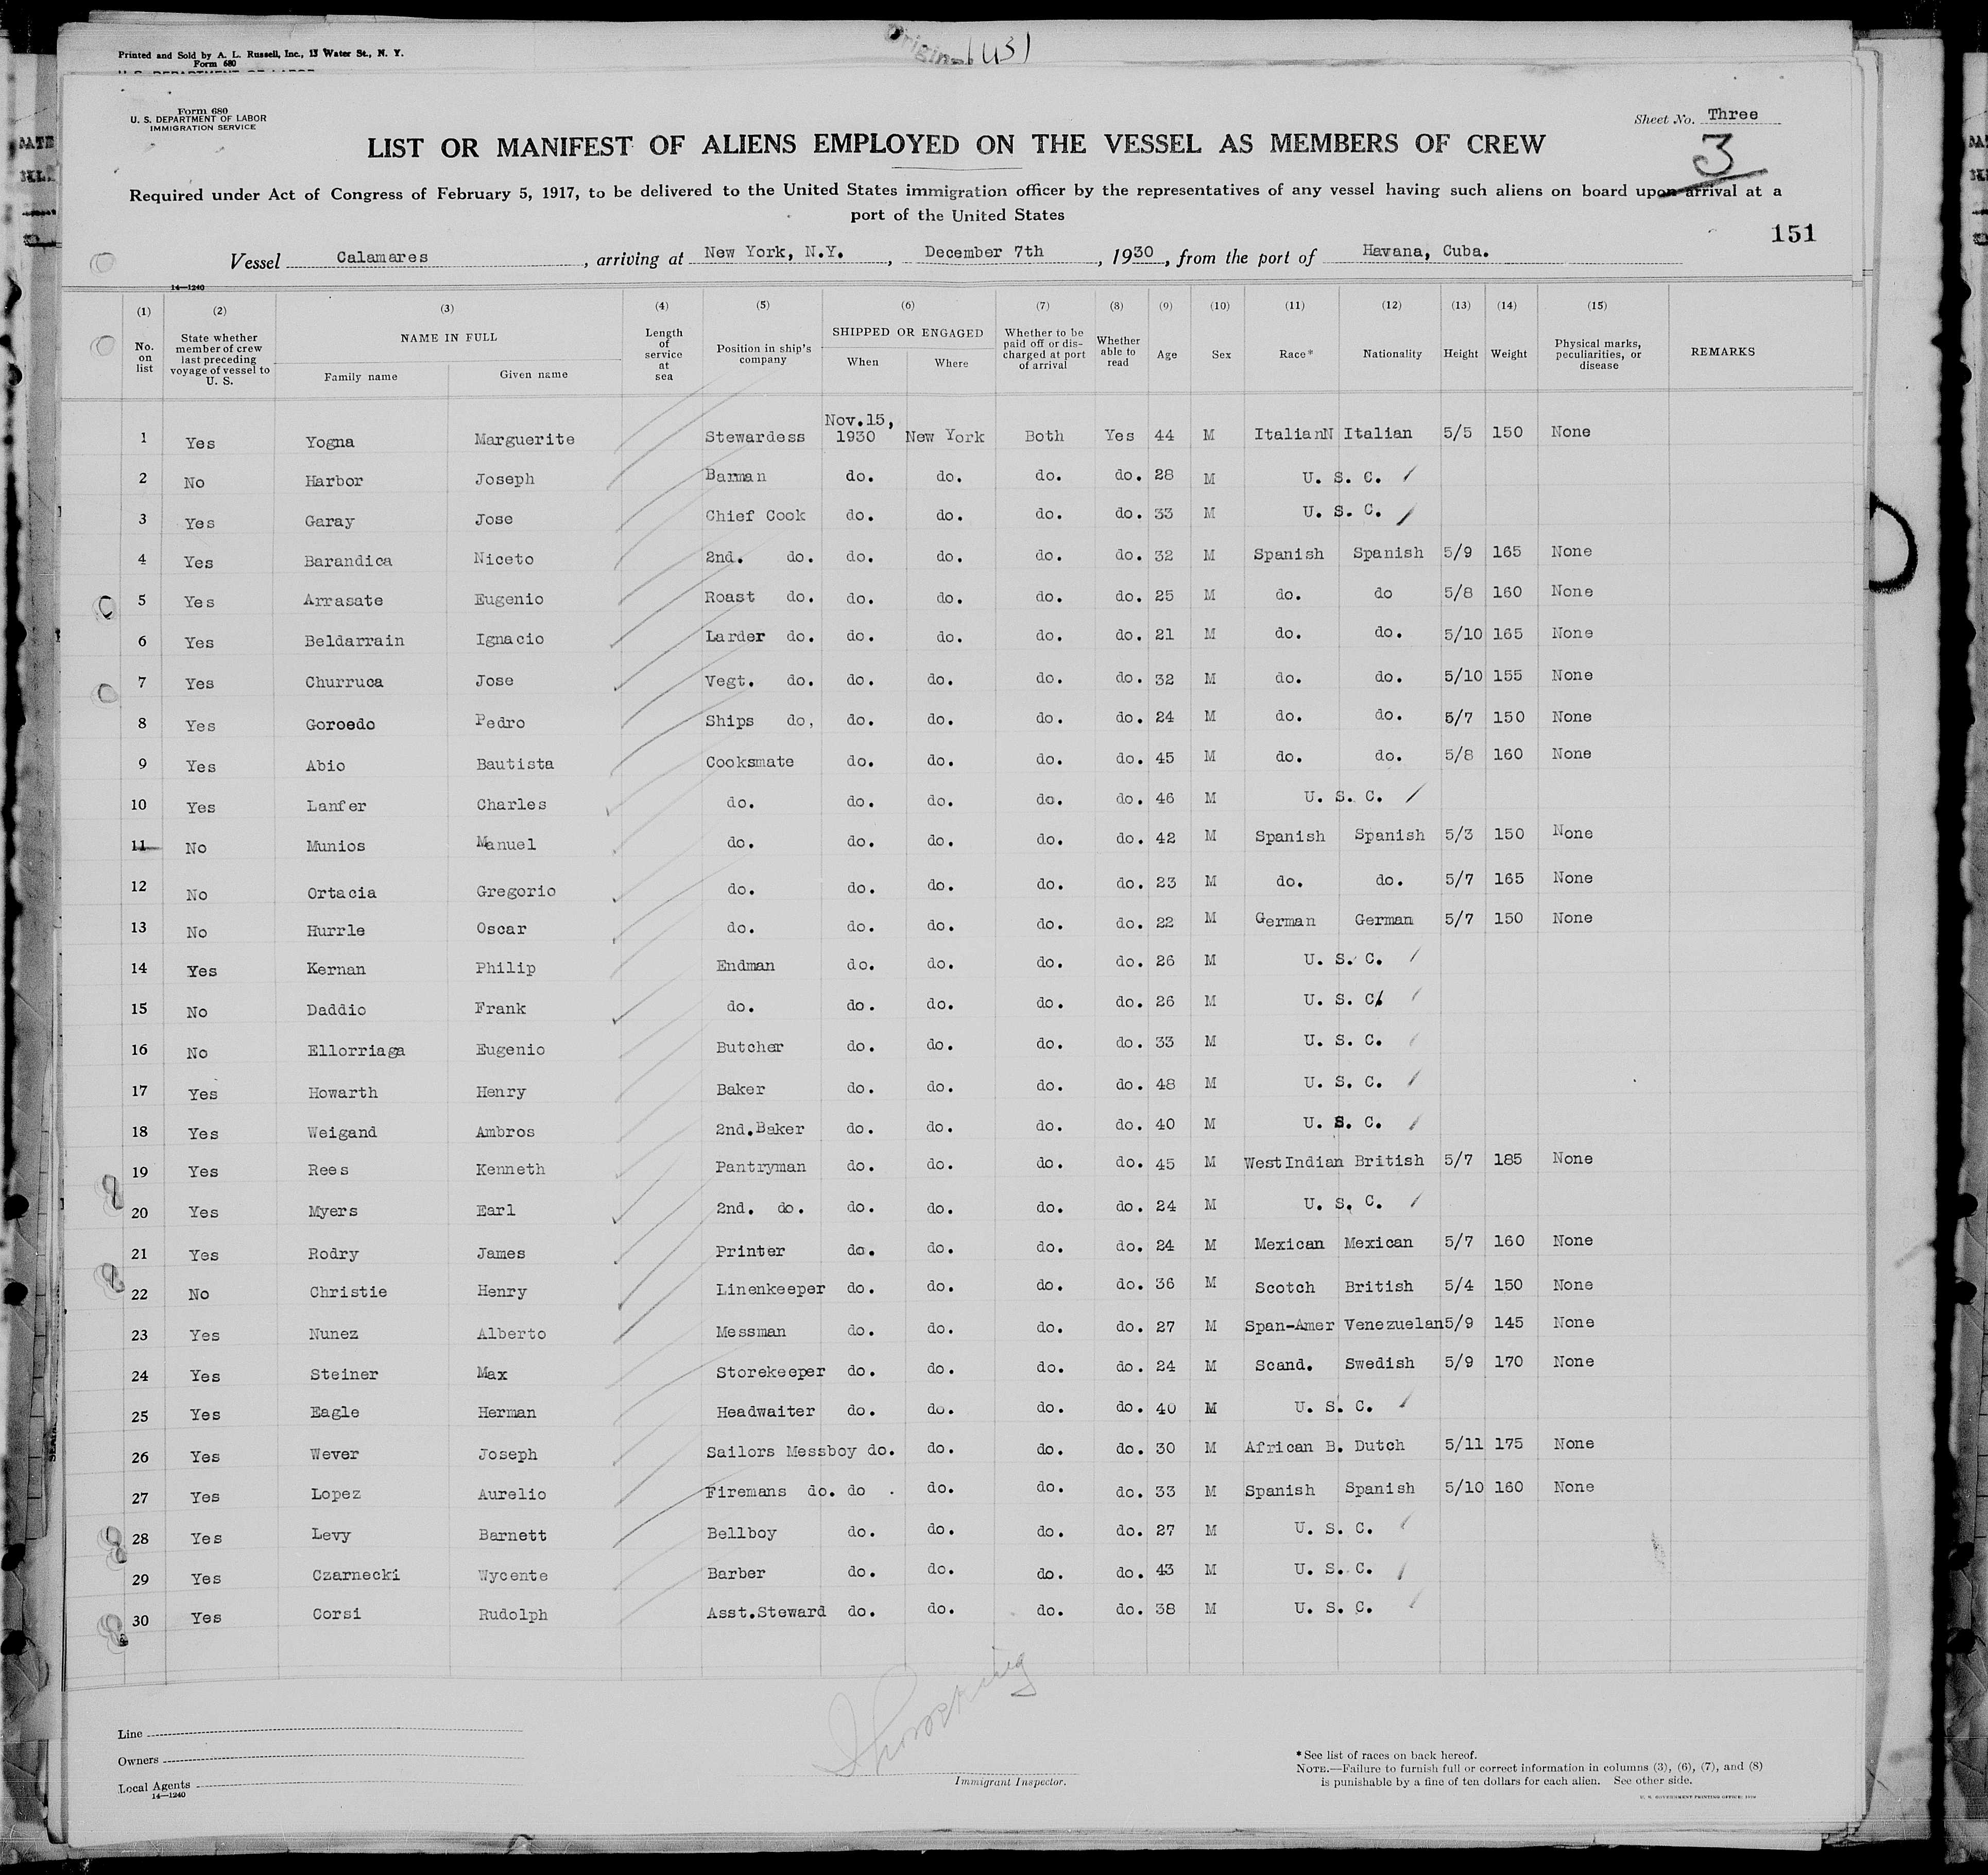 Printed and Sold by A. L. Russell, Inc., 13 Water St., N. Y.
Form 680
U. S. DEPARTMENT OF LABOR
Form 680
U. S. DEPARTMENT OF LABOR
IMMIGRATION SERVICE
Sheet No. Three
3
LIST OR MANIFEST OF ALIENS EMPLOYED ON THE VESSEL AS MEMBERS OF CREW
Required under Act of Congress of February 5, 1917, to be delivered to the United States immigration officer by the representatives of any vessel having such aliens on board upon arrival at a
port of the United States
151
Vessel Calamares, arriving at New York, N.Y., December 7th, 1930, from the port of Havana, Cuba.
14—1240
(1) (2) (3) (4) (5) (6) (7) (8) (9) (10) (11) (12) (13) (14) (15)
No. on list State whether member of crew last preceding voyage of vessel to U. S. NAME IN FULL Family name Given name Length of service at sea Position in ship's company SHIPPED OR ENGAGED When Where Whether to be paid off or discharged at port of arrival Whether able to read Age Sex Race* Nationality Height Weight Physical marks, peculiarities, or disease REMARKS
1 Yes Yogna Marguerite Stewardess Nov.15, 1930 New York Both Yes 44 M ItalianN Italian 5/5 150 None
2 No Harbor Joseph Barman do. do. do. do. 28 M U. S. C.
3 Yes Garay Jose Chief Cook do. do. do. do. 33 M U. S. C.
4 Yes Barandica Niceto 2nd. do. do. do. do. do. 32 M Spanish Spanish 5/9 165 None
5 Yes Arrasate Eugenio Roast do. do. do. do. do. 25 M do. do 5/8 160 None
6 Yes Beldarrain Ignacio Larder do. do. do. do. do. 21 M do. do. 5/10 165 None
7 Yes Churruca Jose Vegt. do. do. do. do. do. 32 M do. do. 5/10 155 None
8 Yes Goroedo Pedro Ships do, do. do. do. do. 24 M do. do. 5/7 150 None
9 Yes Abio Bautista Cooksmate do. do. do. do. 45 M do. do. 5/8 160 None
10 Yes Lanfer Charles do. do. do. do. do. 46 M U. S. C.
11 No Munios Manuel do. do. do. do. do. 42 M Spanish Spanish 5/3 150 None
12 No Ortacia Gregorio do. do. do. do. do. 23 M do. do. 5/7 165 None
13 No Hurrle Oscar do. do. do. do. do. 22 M German German 5/7 150 None
14 Yes Kernan Philip Endman do. do. do. do. 26 M U. S. C.
15 No Daddio Frank do. do. do. do. do. 26 M U. S. C.
16 No Ellorriaga Eugenio Butcher do. do. do. do. 33 M U. S. C.
17 Yes Howarth Henry Baker do. do. do. do. 48 M U. S. C.
18 Yes Weigand Ambros 2nd.Baker do. do. do. do. 40 M U. S. C.
19 Yes Rees Kenneth Pantryman do. do. do. do. 45 M WestIndian British 5/7 185 None
20 Yes Myers Earl 2nd. do. do. do. do. do. 24 M U. S. C.
21 Yes Rodry James Printer do. do. do. do. 24 M Mexican Mexican 5/7 160 None
22 No Christie Henry Linenkeeper do. do. do. do. 36 M Scotch British 5/4 150 None
23 Yes Nunez Alberto Messman do. do. do. do. 27 M Span-Amer Venezuelan 5/9 145 None
24 Yes Steiner Max Storekeeper do. do. do. do. 24 M Scand. Swedish 5/9 170 None
25 Yes Eagle Herman Headwaiter do. do. do. do. 40 M U. S. C.
26 Yes Wever Joseph Sailors Messboy do. do. do. do. 30 M African B. Dutch 5/11 175 None
27 Yes Lopez Aurelio Firemans do. do . do. do. do. 33 M Spanish Spanish 5/10 160 None
28 Yes Levy Barnett Bellboy do. do. do. do. 27 M U. S. C.
29 Yes Czarnecki Wycente Barber do. do. do. do. 43 M U. S. C.
30 Yes Corsi Rudolph Asst.Steward do. do. do. do. 38 M U. S. C.
Line
Owners
Local Agents
14—1240
Immigrant Inspector.
*See list of races on back hereof.
NOTE.—Failure to furnish full or correct information in columns (3), (6), (7), and (8)
is punishable by a fine of ten dollars for each alien. See other side.